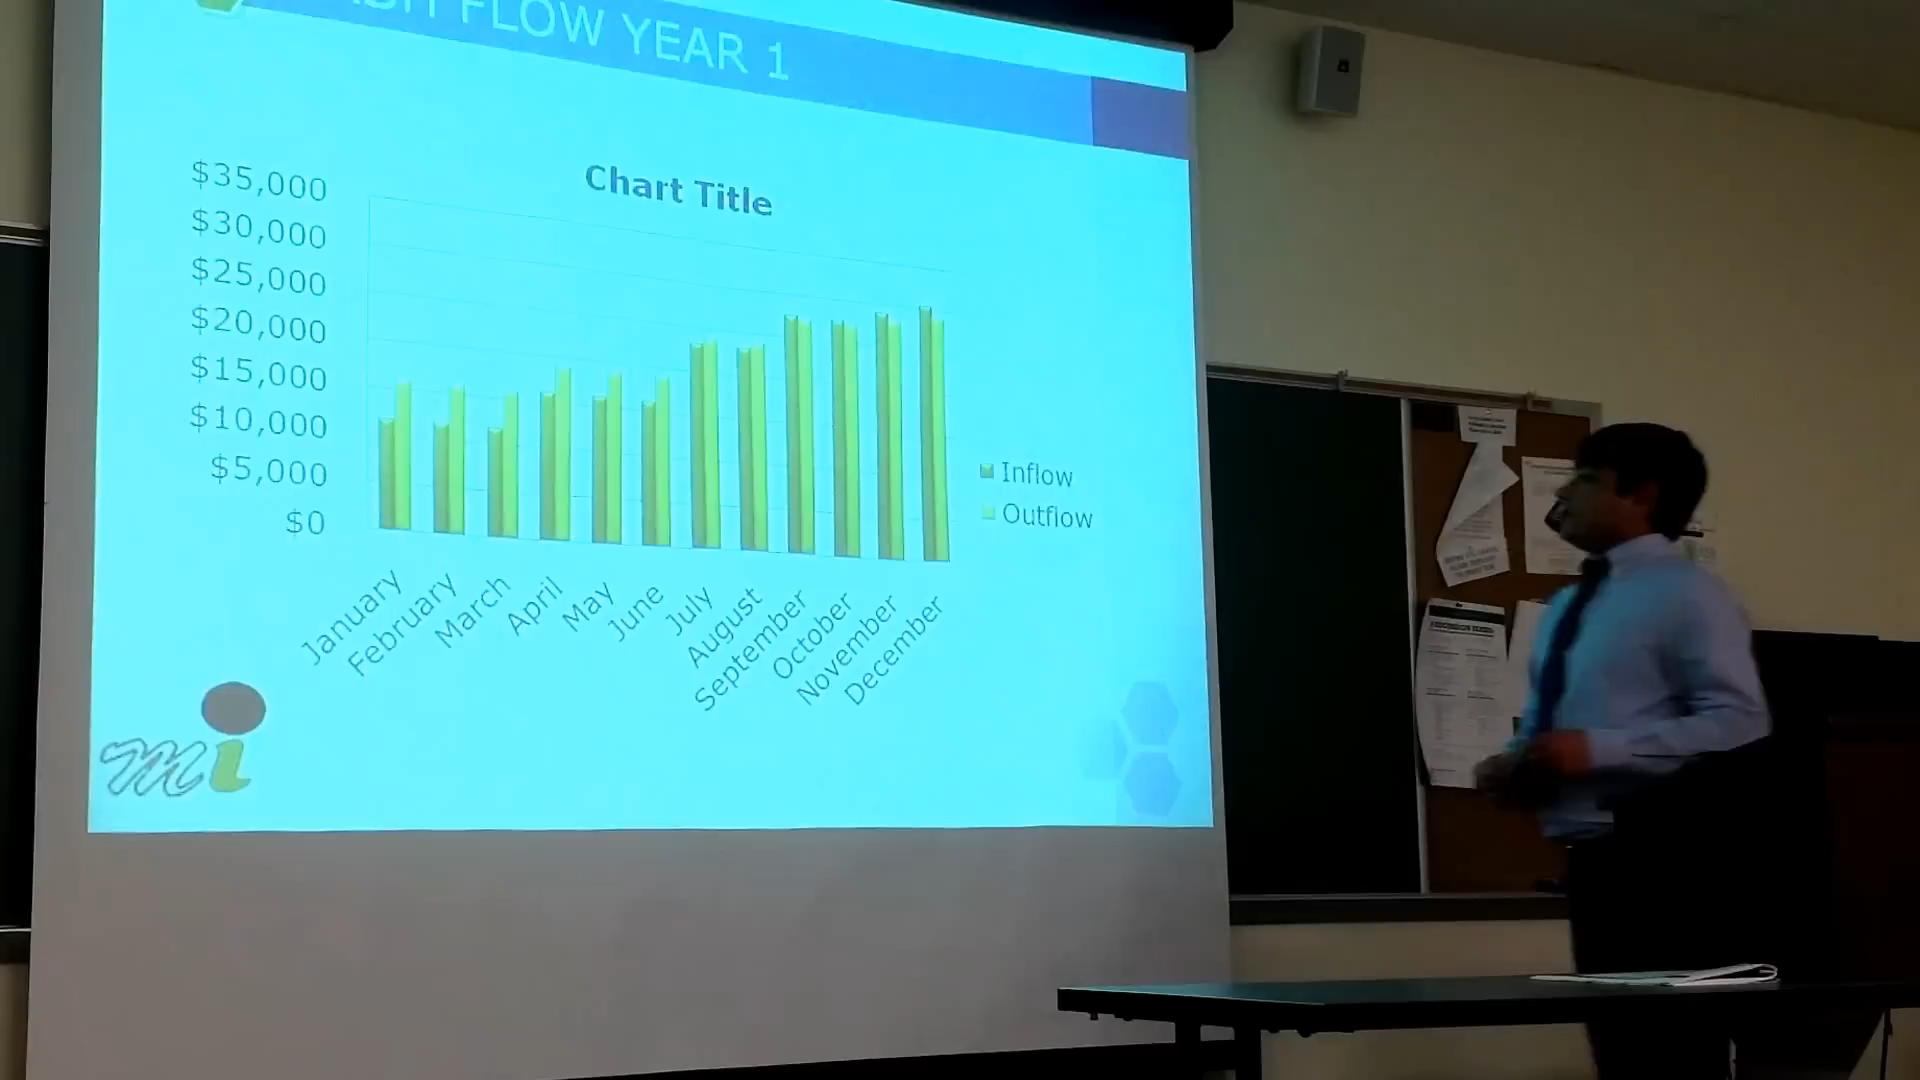 FLOW YEAR 1
Chart Title
$35,000
$30,000
$25,000
$20,000
$15,000
$10,000
$5,000
$0
January
February
March
April
May
June
July
August
September
October
November
December
Inflow
Outflow
mi